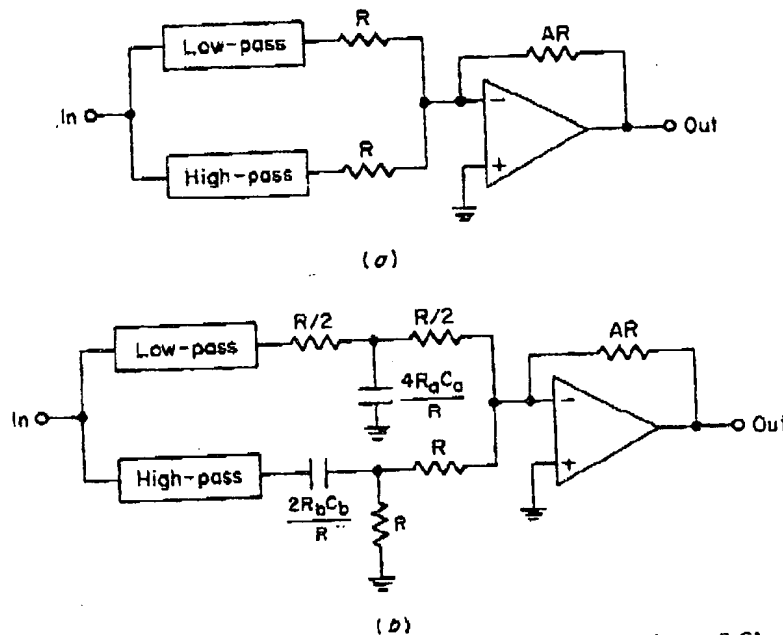 Low-pass
R
AR
In
−
+
Out
High-pass
R
(a)
R/2
R/2
AR
Low-pass
4RaCa
R
In
−
+
Out
High-pass
R
2RbCb
R
R
(b)